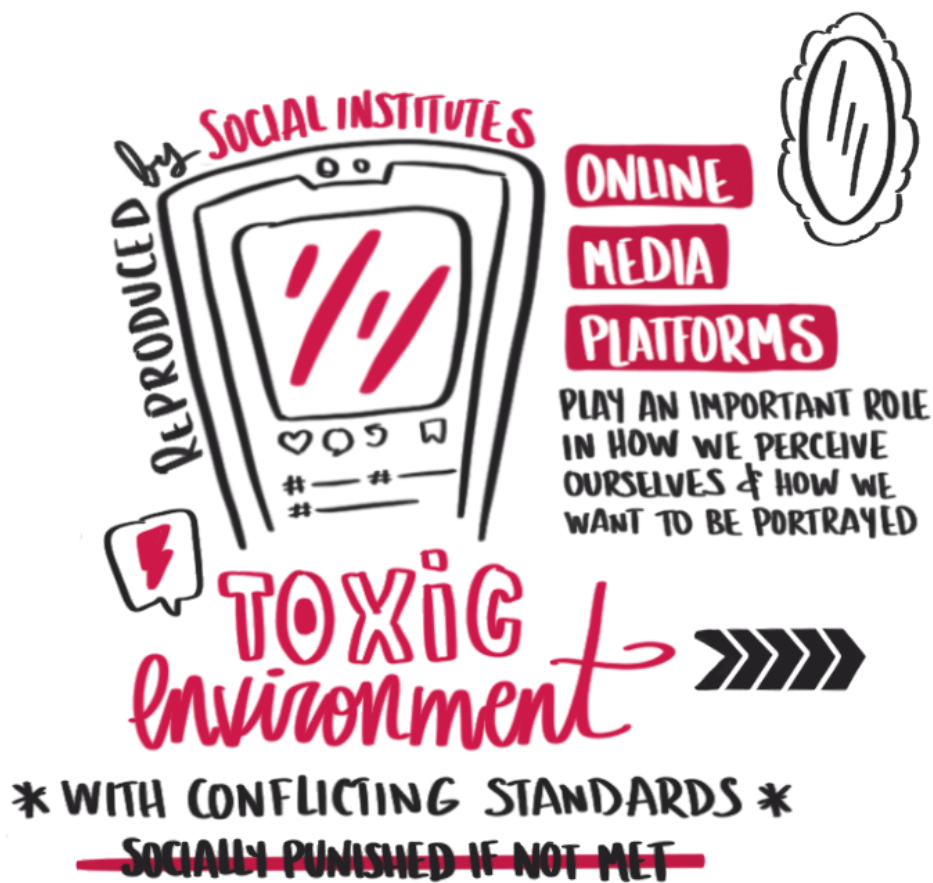 REPRODUCED by SOCIAL INSTITUTES
ONLINE
MEDIA
PLATFORMS
PLAY AN IMPORTANT ROLE
IN HOW WE PERCEIVE
OURSELVES & HOW WE
WANT TO BE PORTRAYED
# #
#
TOXIC
environment
* WITH CONFLICTING STANDARDS *
SOCIALLY PUNISHED IF NOT MET